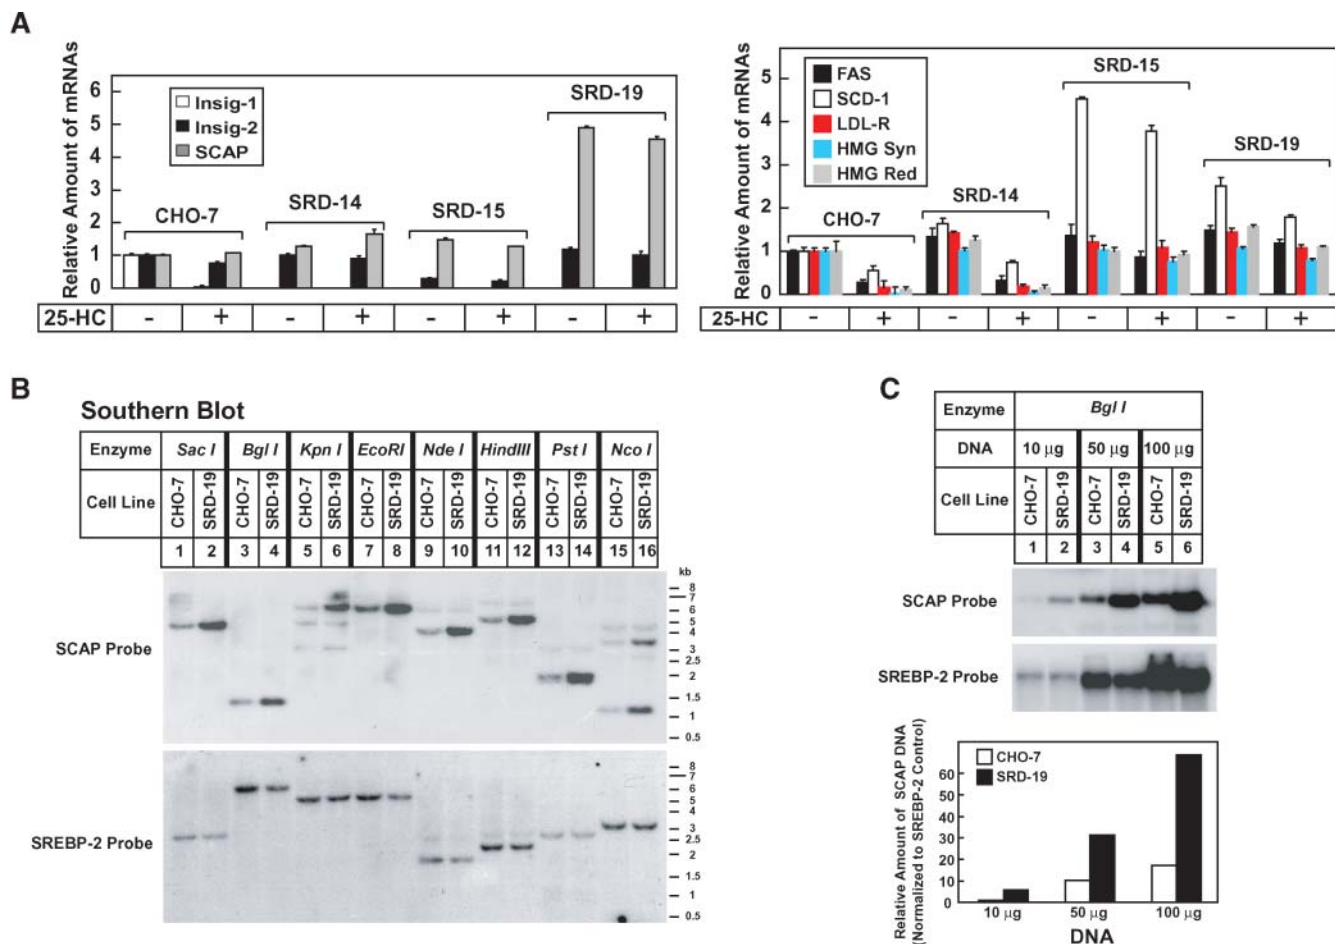 A
Relative Amount of mRNAs
6
5
4
3
2
1
0
Insig-1
Insig-2
SCAP
CHO-7
SRD-14
SRD-15
SRD-19
25-HC - + - + - + - +
Relative Amount of mRNAs
5
4
3
2
1
0
FAS
SCD-1
LDL-R
HMG Syn
HMG Red
CHO-7
SRD-14
SRD-15
SRD-19
25-HC - + - + - + - +
B
Southern Blot
Enzyme Sac I Bgl I Kpn I EcoRI Nde I HindIII Pst I Nco I
Cell Line CHO-7 SRD-19 CHO-7 SRD-19 CHO-7 SRD-19 CHO-7 SRD-19 CHO-7 SRD-19 CHO-7 SRD-19 CHO-7 SRD-19 CHO-7 SRD-19
1 2 3 4 5 6 7 8 9 10 11 12 13 14 15 16
kb
SCAP Probe
8
7
6
5
4
3
2.5
2
1.5
1
0.5
SREBP-2 Probe
8
7
6
5
4
3
2.5
2
1.5
1
0.5
C
Enzyme Bgl I
DNA 10 µg 50 µg 100 µg
Cell Line CHO-7 SRD-19 CHO-7 SRD-19 CHO-7 SRD-19
1 2 3 4 5 6
SCAP Probe
SREBP-2 Probe
Relative Amount of SCAP DNA
(Normalized to SREBP-2 Control)
60
50
40
30
20
10
0
CHO-7
SRD-19
10 µg 50 µg 100 µg
DNA